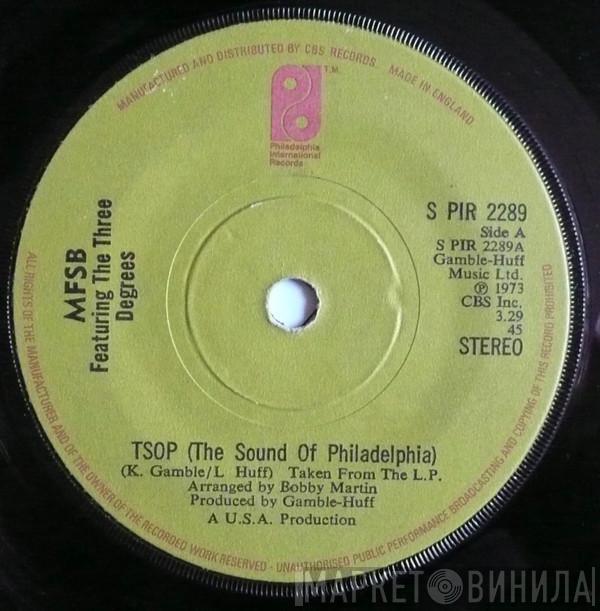 MANUFACTURED AND DISTRIBUTED BY CBS RECORDS MADE IN ENGLAND
T.M.
Philadelphia
International
Records
MFSB
Featuring The Three
Degrees
S PIR 2289
Side A
S PIR 2289A
Gamble-Huff
Music Ltd.
℗ 1973
CBS Inc.
3.29
45
STEREO
TSOP (The Sound Of Philadelphia)
(K. Gamble/L Huff) Taken From The L.P.
Arranged by Bobby Martin
Produced by Gamble-Huff
A U.S.A. Production
ALL RIGHTS OF THE MANUFACTURER AND OF THE OWNER OF THE RECORDED WORK RESERVED - UNAUTHORISED PUBLIC PERFORMANCE BROADCASTING AND COPYING OF THIS RECORD PROHIBITED
МАРКЕТ ВИНИЛА